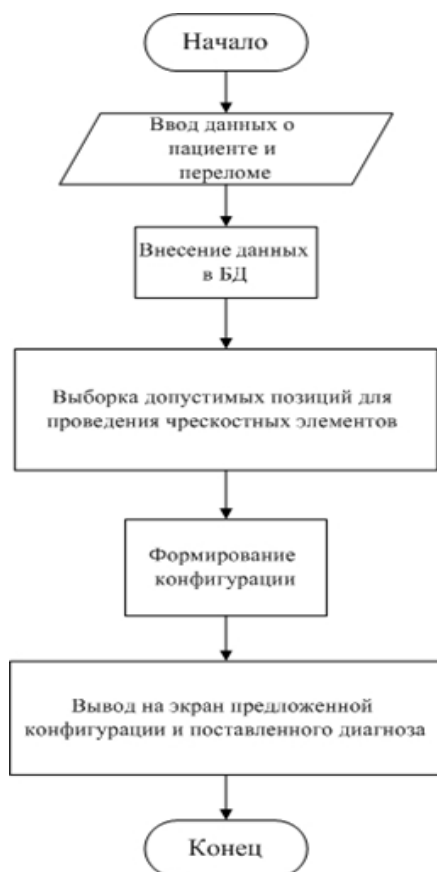 Начало
Ввод данных о
пациенте и
переломе
Внесение данных
в БД
Выборка допустимых позиций для
проведения чрескостных элементов
Формирование
конфигурации
Вывод на экран предложенной
конфигурации и поставленного диагноза
Конец